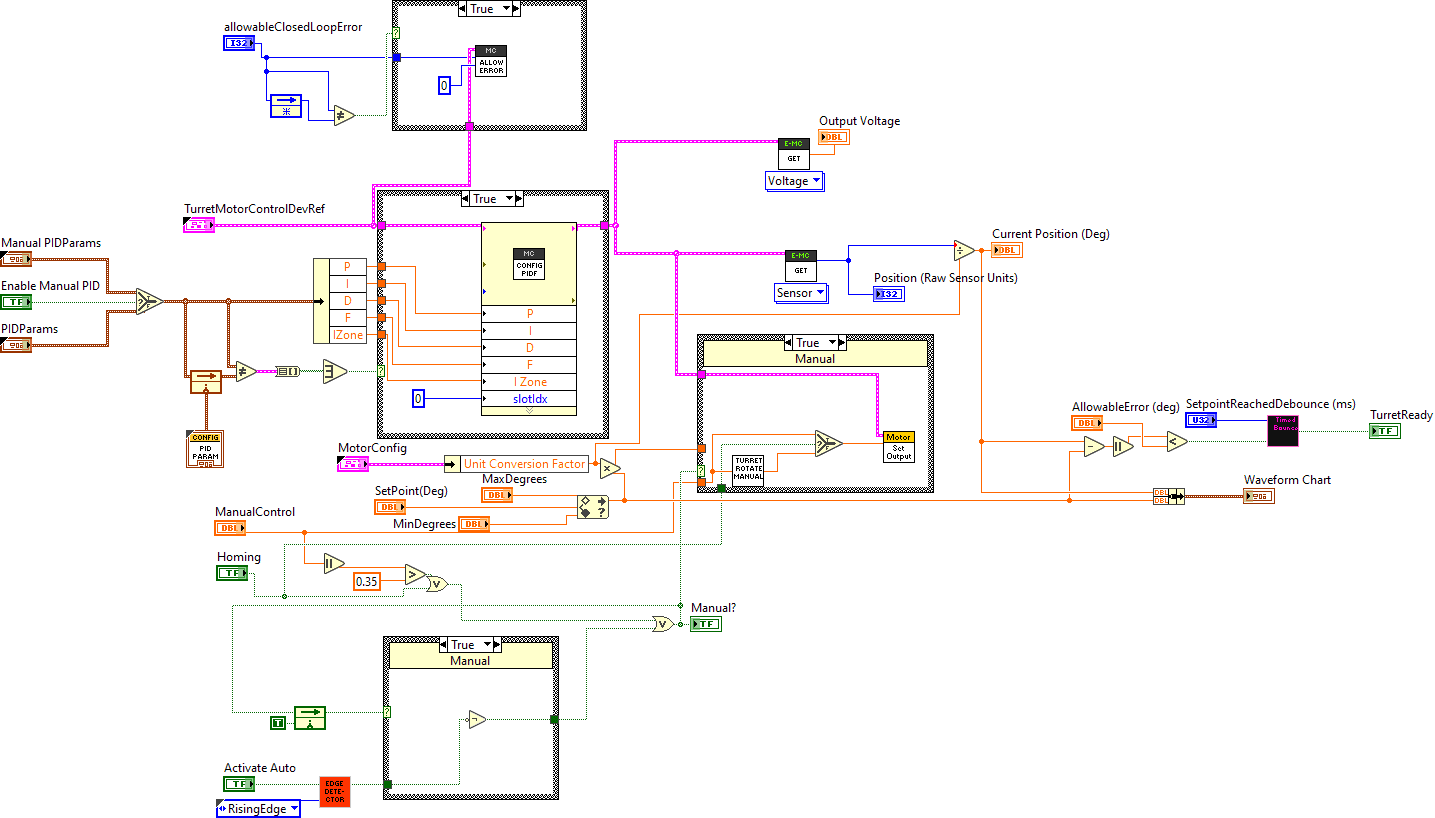 True
allowableClosedLoopError
I32
?
MC
ALLOW
ERROR
0
≠
Output Voltage
DBL
E-MC
GET
Voltage
True
TurretMotorControlDevRef
MC
CONFIG
PIDF
Current Position (Deg)
DBL
Manual PIDParams
P
I
D
F
IZone
E-MC
GET
÷
Position (Raw Sensor Units)
I32
Sensor
Enable Manual PID
TF
?
PIDParams
P
I
D
F
I Zone
slotIdx
0
≠
?
True
Manual
CONFIG
PID
PARAM
MotorConfig
Unit Conversion Factor
x
?
TURRET
ROTATE
MANUAL
?
Motor
Set
Output
AllowableError (deg)
DBL
SetpointReachedDebounce (ms)
U32
Timed
Bounce
TurretReady
TF
-
<
MaxDegrees
DBL
SetPoint(Deg)
DBL
MinDegrees
DBL
?
DBL
DBL
Waveform Chart
ManualControl
DBL
Homing
TF
0.35
>
V
V
Manual?
TF
True
Manual
?
T
Activate Auto
TF
RisingEdge
EDGE
DETE-
CTOR